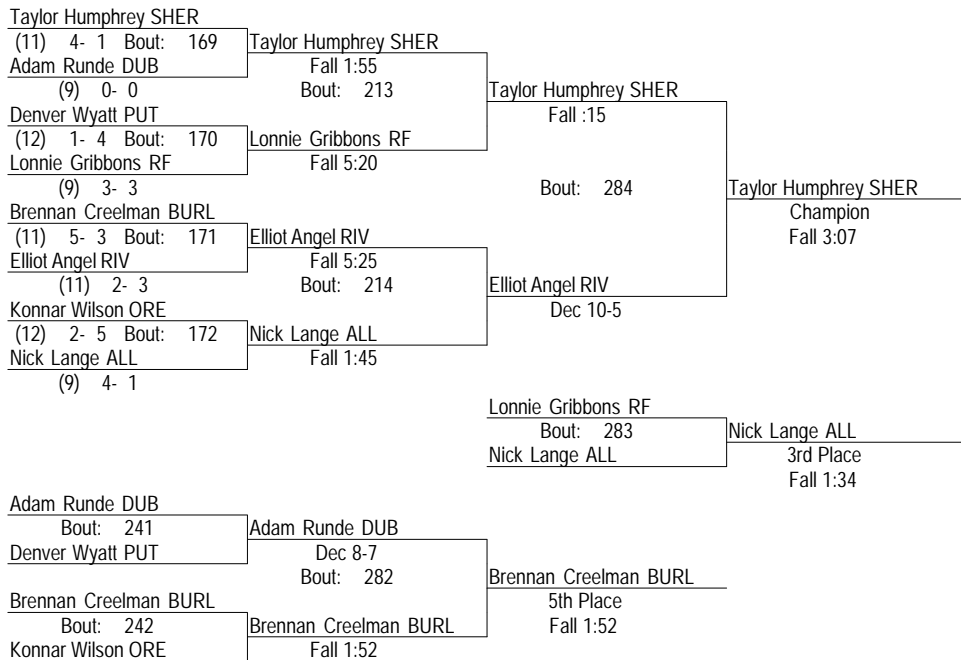 Taylor Humphrey SHER
(11) 4- 1 Bout: 169
Adam Runde DUB
(9) 0- 0
Denver Wyatt PUT
(12) 1- 4 Bout: 170
Lonnie Gribbons RF
(9) 3- 3
Brennan Creelman BURL
(11) 5- 3 Bout: 171
Elliot Angel RIV
(11) 2- 3
Konnar Wilson ORE
(12) 2- 5 Bout: 172
Nick Lange ALL
(9) 4- 1
Taylor Humphrey SHER
Fall 1:55
Bout: 213
Lonnie Gribbons RF
Fall 5:20
Elliot Angel RIV
Fall 5:25
Bout: 214
Nick Lange ALL
Fall 1:45
Taylor Humphrey SHER
Fall :15
Bout: 284
Elliot Angel RIV
Dec 10-5
Taylor Humphrey SHER
Champion
Fall 3:07
Lonnie Gribbons RF
Bout: 283
Nick Lange ALL
Nick Lange ALL
3rd Place
Fall 1:34
Adam Runde DUB
Bout: 241
Denver Wyatt PUT
Brennan Creelman BURL
Bout: 242
Konnar Wilson ORE
Adam Runde DUB
Dec 8-7
Bout: 282
Brennan Creelman BURL
Fall 1:52
Brennan Creelman BURL
5th Place
Fall 1:52